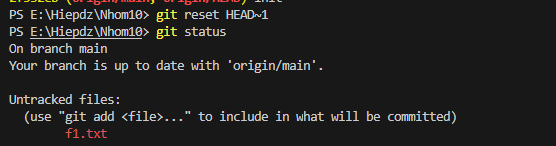 (origin/main, origin/HEAD) init
PS E:\Hiepdz\Nhom10> git reset HEAD~1
PS E:\Hiepdz\Nhom10> git status
On branch main
Your branch is up to date with 'origin/main'.
Untracked files:
(use "git add <file>..." to include in what will be committed)
f1.txt